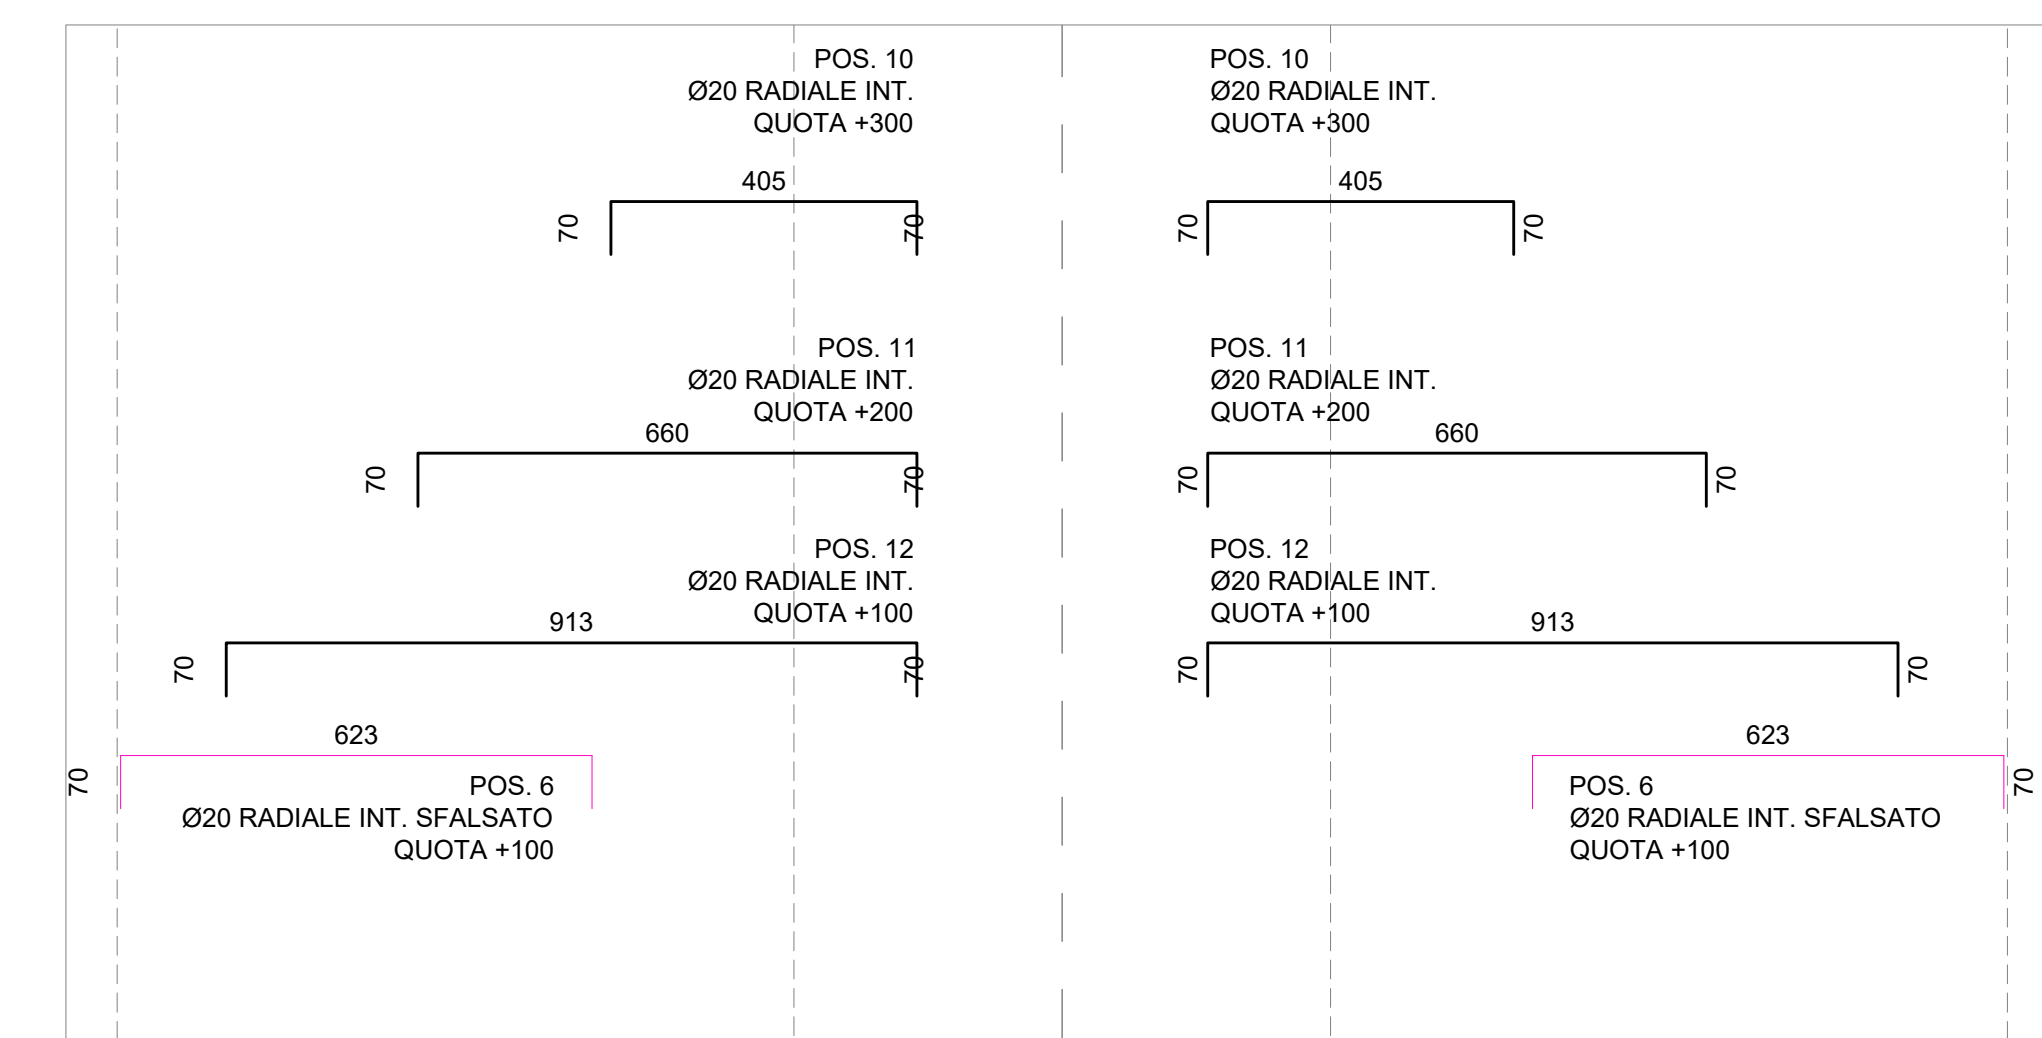 POS. 10
Ø20 RADIALE INT.
QUOTA +300
405
70
70
POS. 10
Ø20 RADIALE INT.
QUOTA +300
405
70
70
POS. 11
Ø20 RADIALE INT.
QUOTA +200
660
70
70
POS. 11
Ø20 RADIALE INT.
QUOTA +200
660
70
70
POS. 12
Ø20 RADIALE INT.
QUOTA +100
913
70
70
POS. 12
Ø20 RADIALE INT.
QUOTA +100
913
70
70
623
70
POS. 6
Ø20 RADIALE INT. SFALSATO
QUOTA +100
623
70
POS. 6
Ø20 RADIALE INT. SFALSATO
QUOTA +100